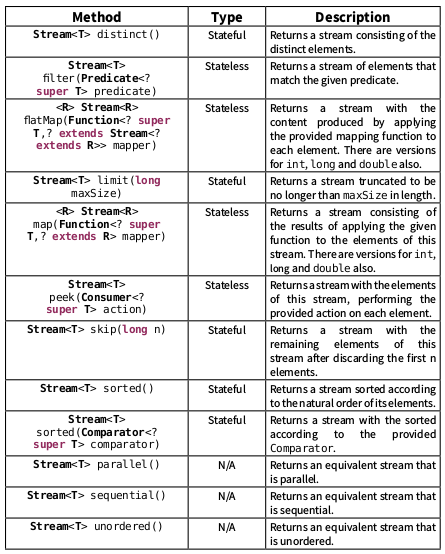 Method Type Description
Stream<T> distinct() Stateful Returns a stream consisting of the
distinct elements.
Stream<T> Stateless Returns a stream of elements that
filter(Predicate<? match the given predicate.
super T> predicate)
<R> Stream<R> Stateless Returns a stream with the
flatMap(Function<? super content produced by applying
T,? extends Stream<? the provided mapping function to
extends R>> mapper) each element. There are versions
for int, long and double also.
Stream<T> limit(long Stateful Returns a stream truncated to
maxSize) be no longer than maxSize in length.
<R> Stream<R> Stateless Returns a stream consisting of
map(Function<? super the results of applying the given
T,? extends R> mapper) function to the elements of this
stream. There are versions for int,
long and double also.
Stream<T> Stateless Returns a stream with the elements
peek(Consumer<? of this stream, performing the
super T> action) provided action on each element.
Stream<T> skip(long n) Stateful Returns a stream with the
remaining elements of this
stream after discarding the first n
elements.
Stream<T> sorted() Stateful Returns a stream sorted according
to the natural order of its elements.
Stream<T> Stateful Returns a stream with the sorted
sorted(Comparator<? according to the provided
super T> comparator) Comparator.
Stream<T> parallel() N/A Returns an equivalent stream that
is parallel.
Stream<T> sequential() N/A Returns an equivalent stream that
is sequential.
Stream<T> unordered() N/A Returns an equivalent stream that
is unordered.